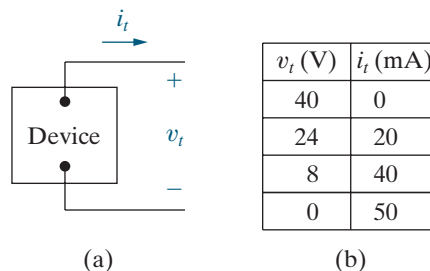 i_t
+
Device
v_t
−
(a)
v_t (V) i_t (mA)
40 0
24 20
8 40
0 50
(b)